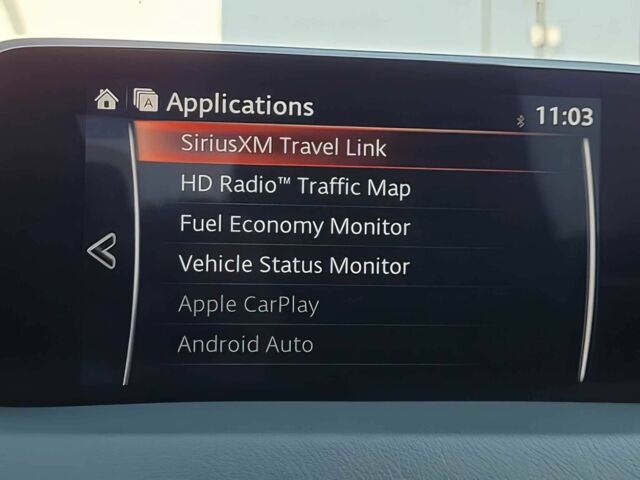 A Applications
11:03
SiriusXM Travel Link
HD Radio™ Traffic Map
Fuel Economy Monitor
Vehicle Status Monitor
Apple CarPlay
Android Auto